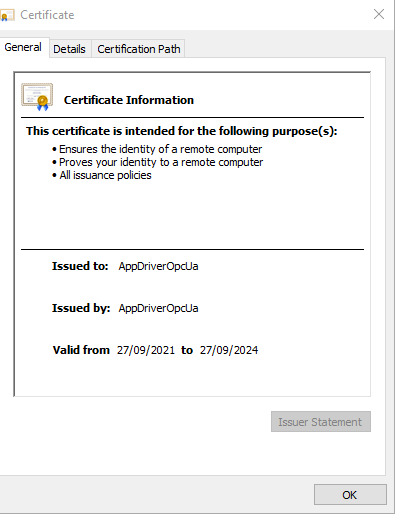 Certificate
General Details Certification Path
Certificate Information
This certificate is intended for the following purpose(s):
• Ensures the identity of a remote computer
• Proves your identity to a remote computer
• All issuance policies
Issued to: AppDriverOpcUa
Issued by: AppDriverOpcUa
Valid from 27/09/2021 to 27/09/2024
Issuer Statement
OK